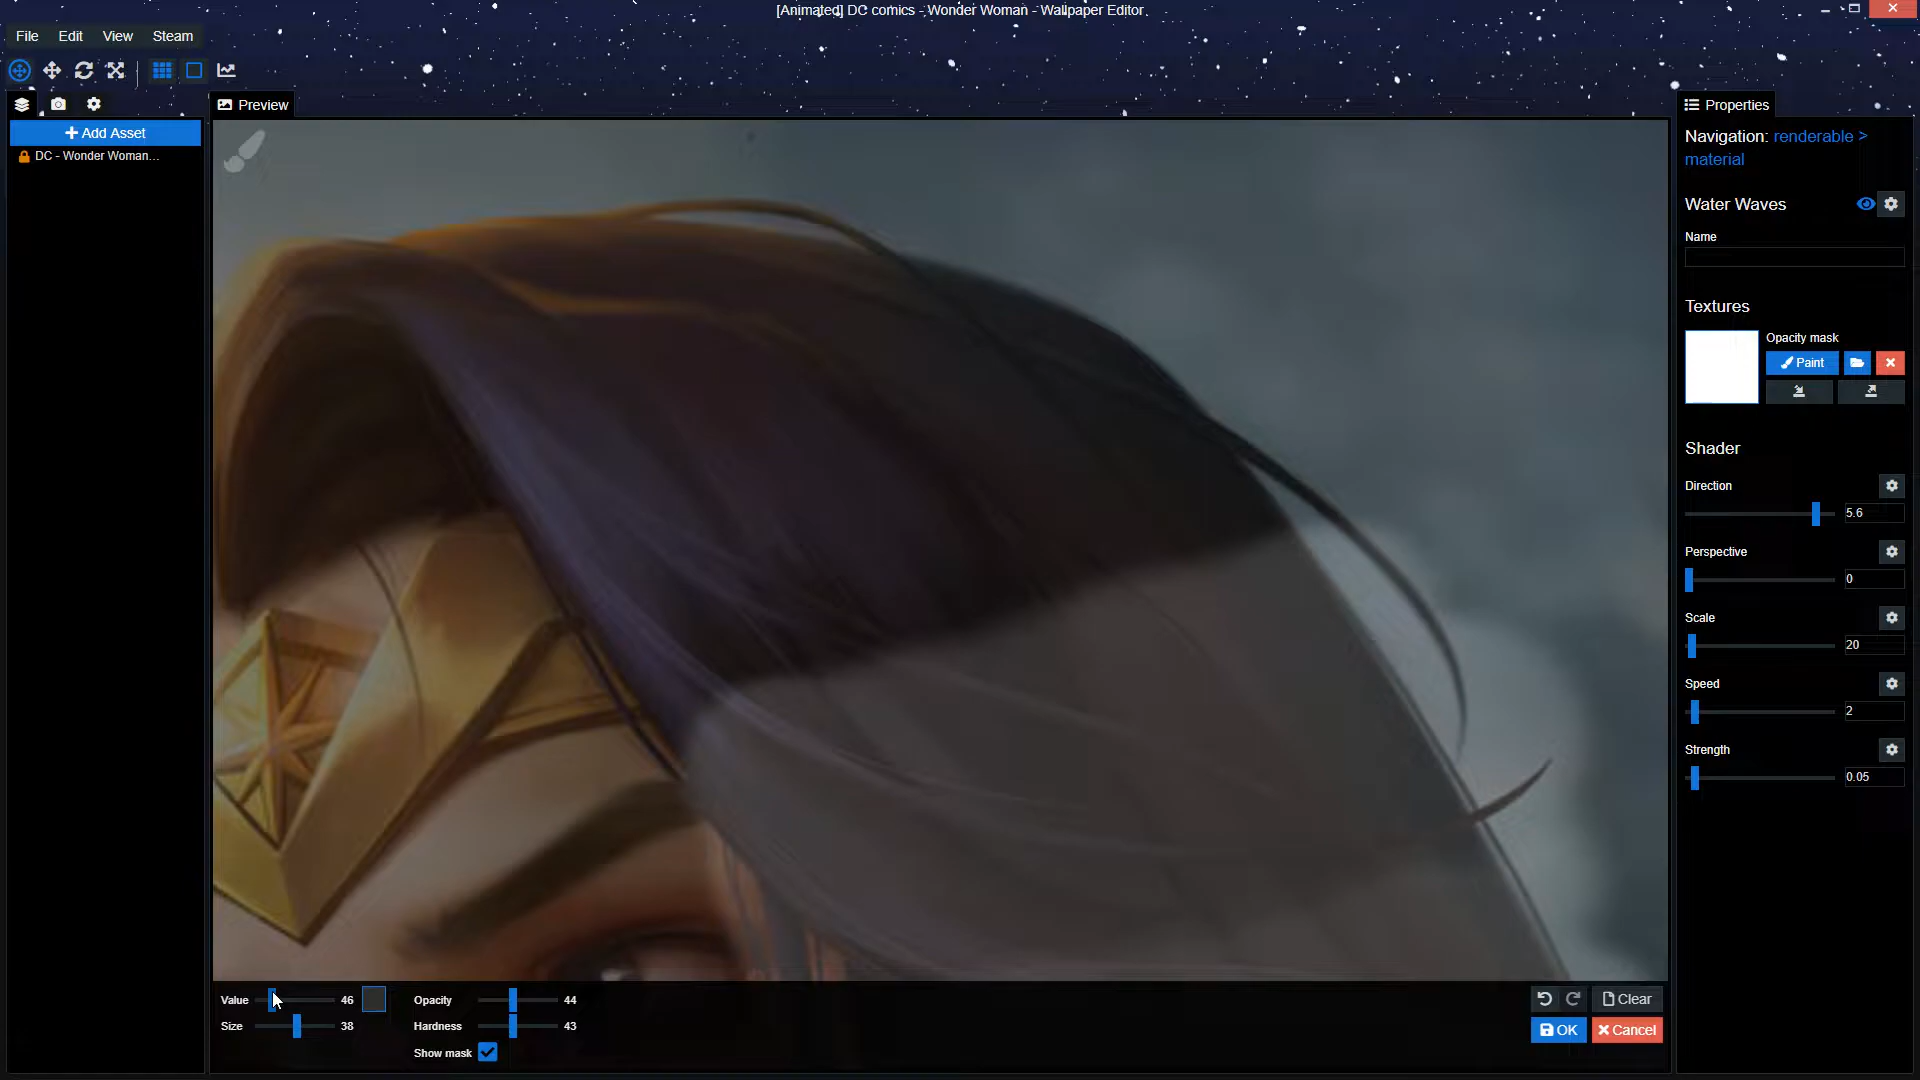 [Animated] DC comics - Wonder Woman - Wallpaper Editor
File Edit View Steam
Preview
Properties
Add Asset
DC - Wonder Woman...
Navigation: renderable >
material
Water Waves
Name
Textures
Opacity mask
Paint
Shader
Direction
5.6
Perspective
0
Scale
20
Speed
2
Strength
0.05
Value 46 Opacity 44
Size 38 Hardness 43
Show mask
Clear
OK Cancel